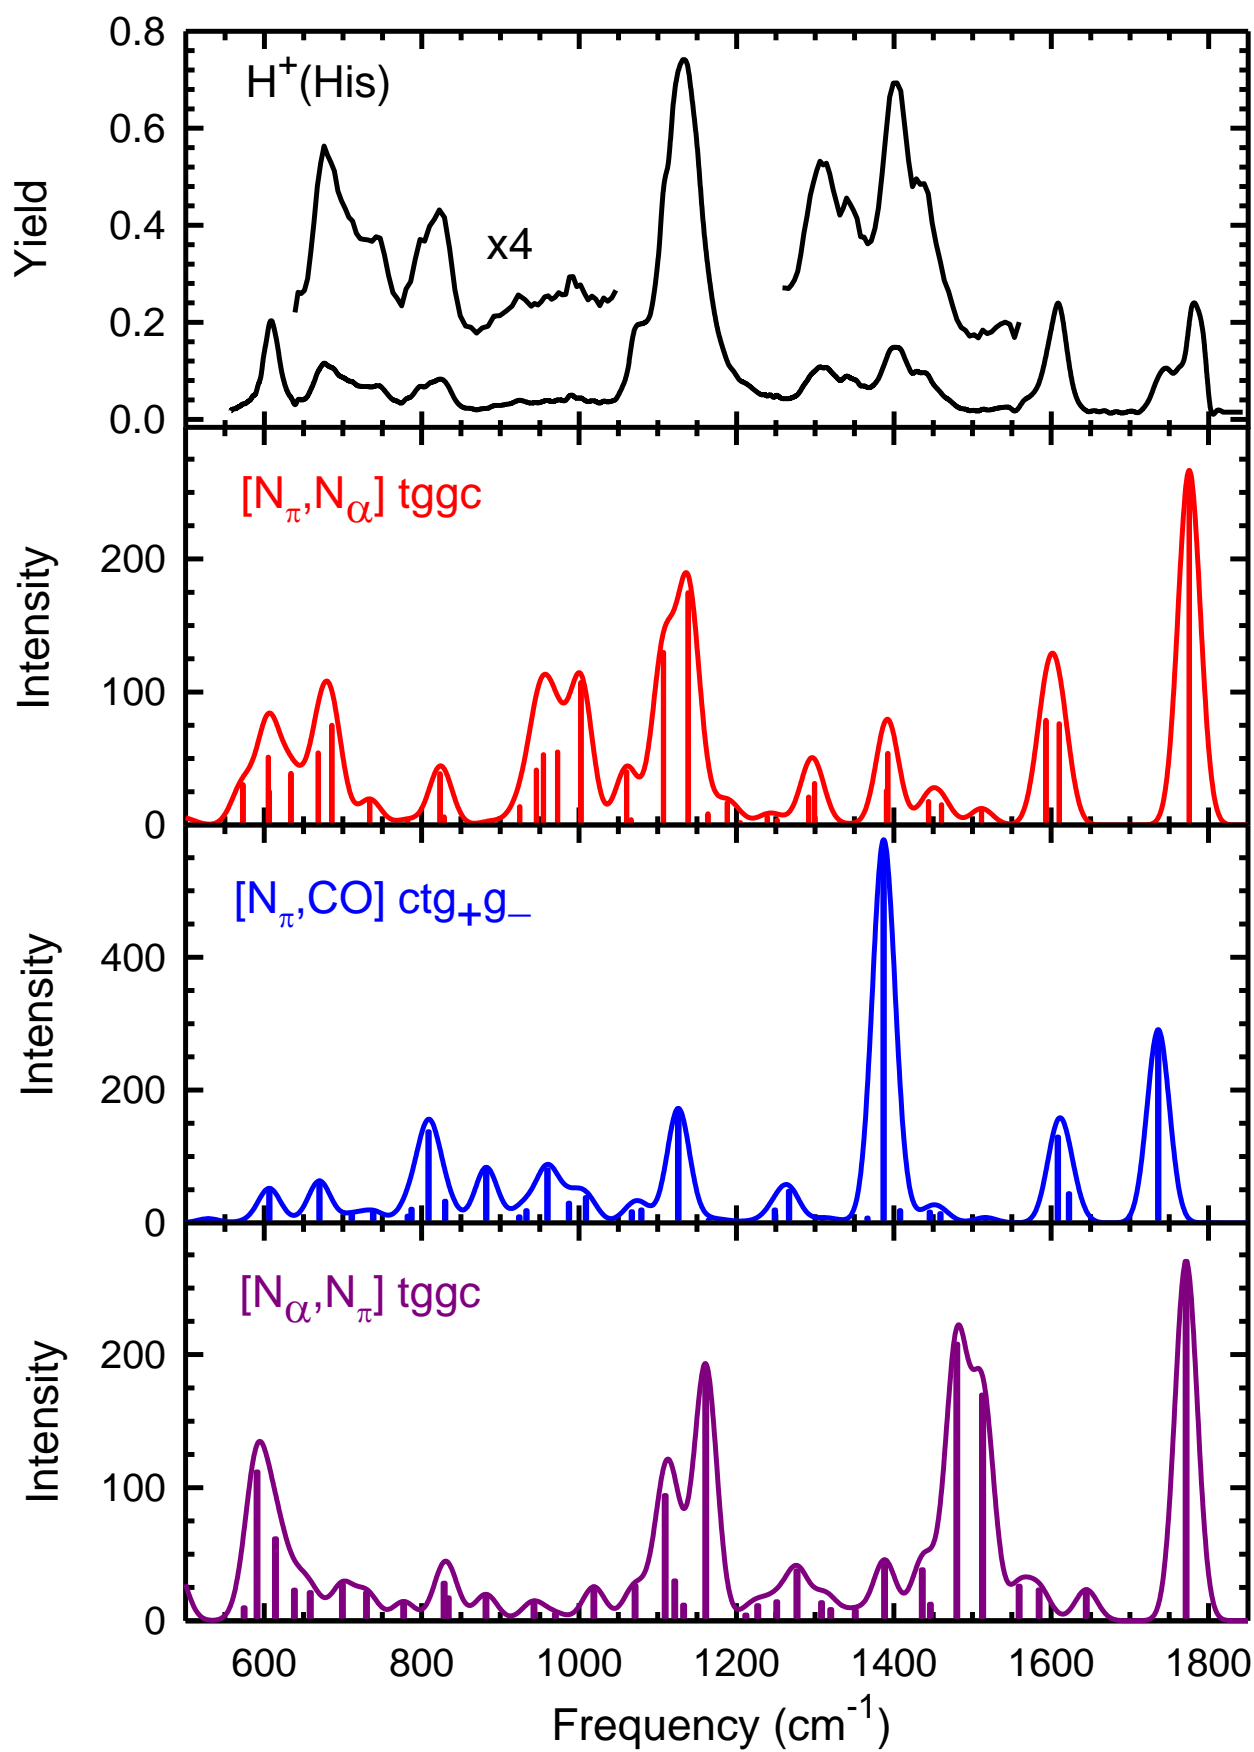 0.8
H+(His)
0.6
Yield
0.4
x4
0.2
0.0
[Nπ,Nα] tggc
200
Intensity
100
0
[Nπ,CO] ctg+g–
400
Intensity
200
0
[Nα,Nπ] tggc
200
Intensity
100
0
600 800 1000 1200 1400 1600 1800
Frequency (cm-1)